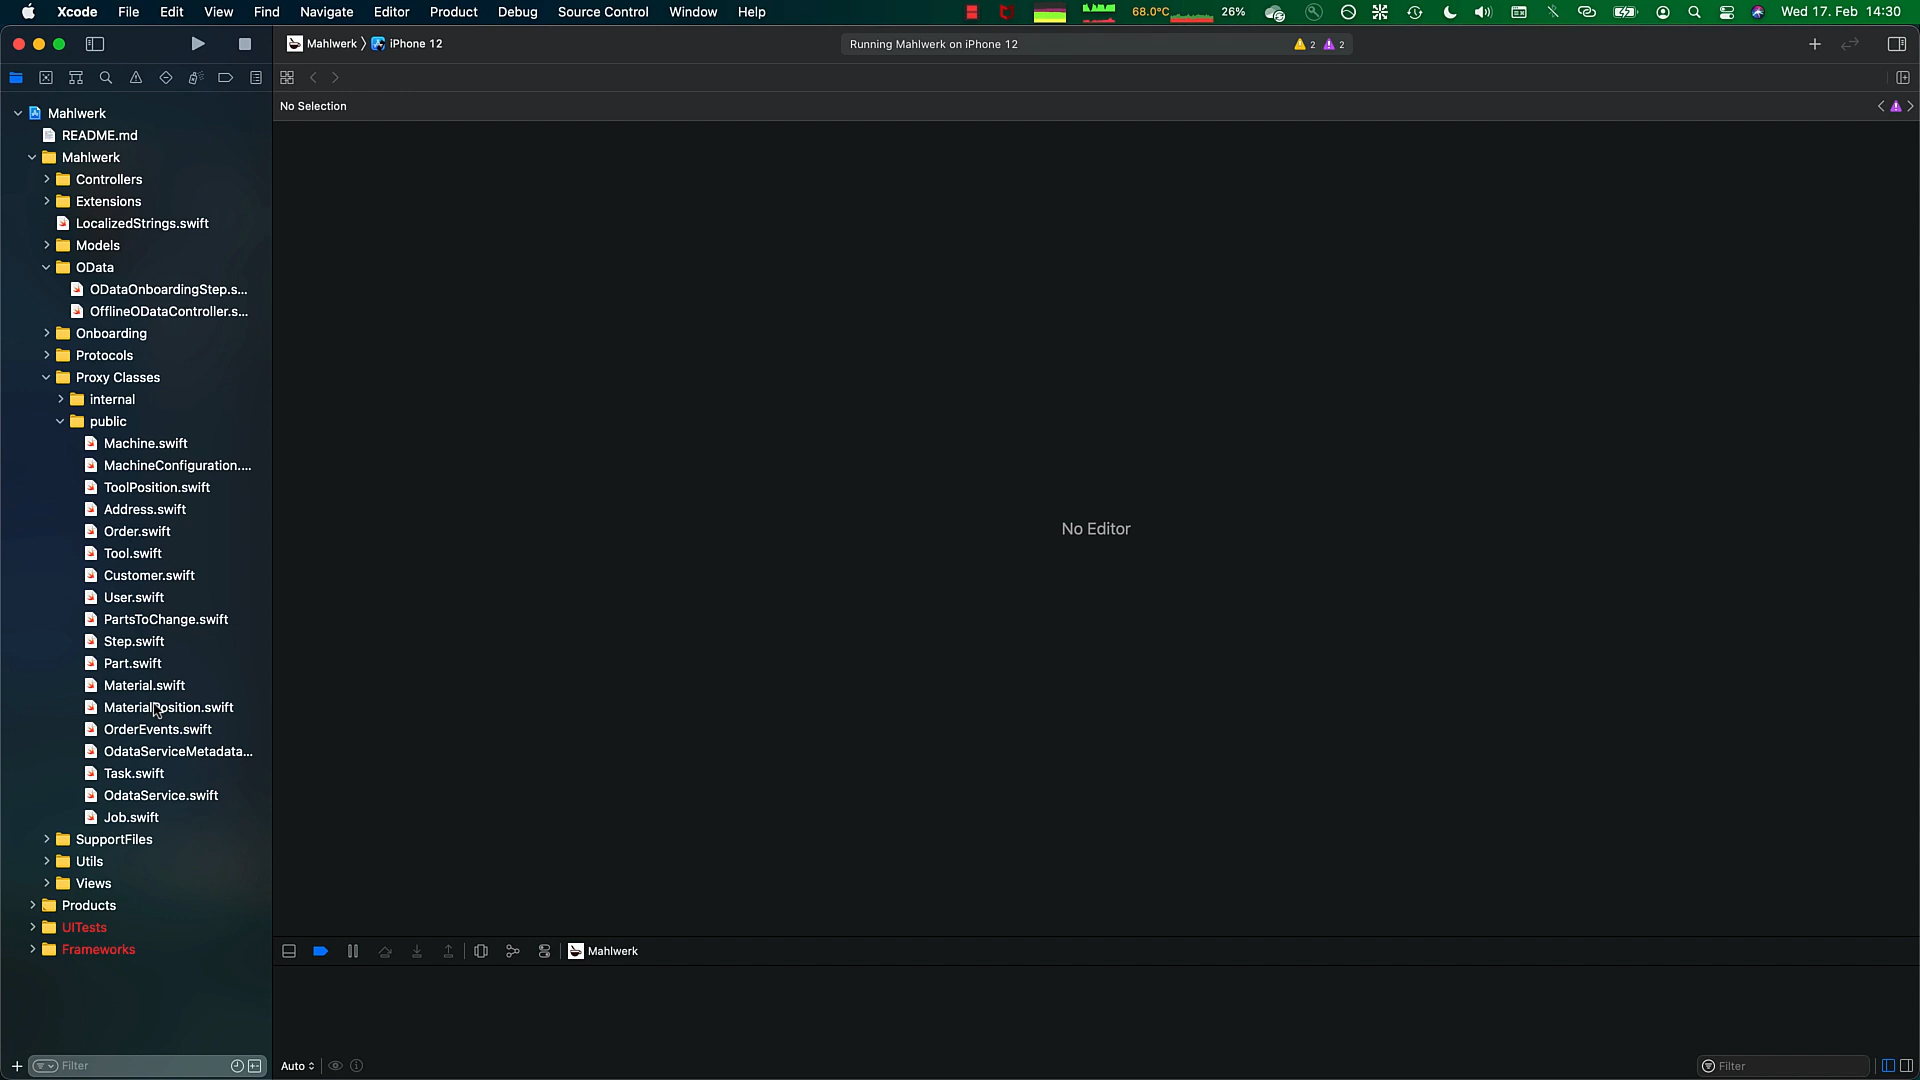 Xcode File Edit View Find Navigate Editor Product Debug Source Control Window Help 68.0°C 26% Wed 17. Feb 14:30
Mahlwerk iPhone 12 Running Mahlwerk on iPhone 12 2 2
No Selection
Mahlwerk
README.md
Mahlwerk
Controllers
Extensions
LocalizedStrings.swift
Models
OData
ODataOnboardingStep.s...
OfflineODataController.s...
Onboarding
Protocols
Proxy Classes
internal
public
Machine.swift
MachineConfiguration....
ToolPosition.swift
Address.swift
Order.swift
Tool.swift
Customer.swift
User.swift
PartsToChange.swift
Step.swift
Part.swift
Material.swift
MaterialPosition.swift
OrderEvents.swift
OdataServiceMetadata...
Task.swift
OdataService.swift
Job.swift
SupportFiles
Utils
Views
Products
UITests
Frameworks
No Editor
Mahlwerk
Filter
Auto
Filter